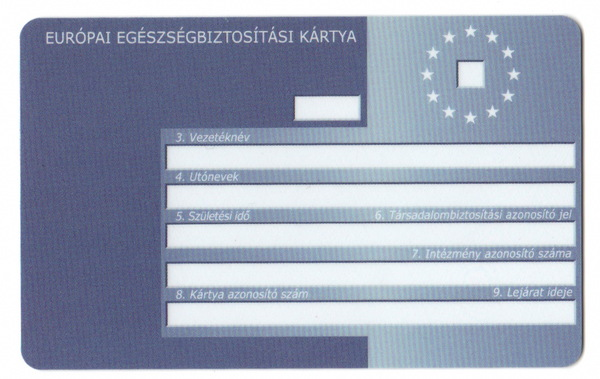 EURÓPAI EGÉSZSÉGBIZTOSÍTÁSI KÁRTYA
3. Vezetéknév
4. Utónevek
5. Születési idő 6. Társadalombiztosítási azonosító jel
7. Intézmény azonosító száma
8. Kártya azonosító szám 9. Lejárat ideje